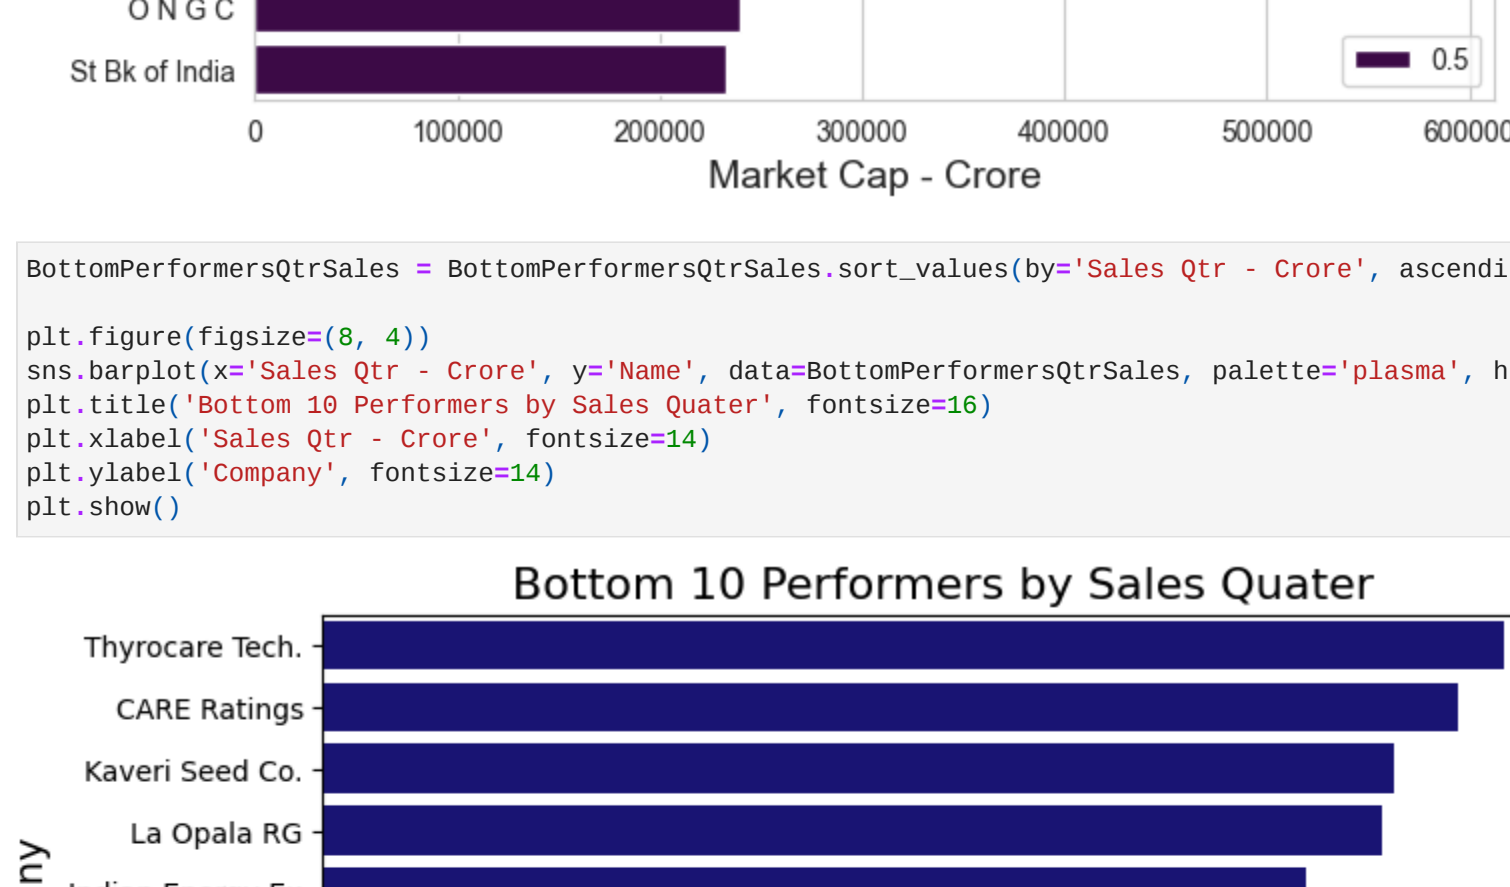 O N G C
St Bk of India
0.5
0 100000 200000 300000 400000 500000 600000
Market Cap - Crore
BottomPerformersQtrSales = BottomPerformersQtrSales.sort_values(by='Sales Qtr - Crore', ascendi
plt.figure(figsize=(8, 4))
sns.barplot(x='Sales Qtr - Crore', y='Name', data=BottomPerformersQtrSales, palette='plasma', h
plt.title('Bottom 10 Performers by Sales Quater', fontsize=16)
plt.xlabel('Sales Qtr - Crore', fontsize=14)
plt.ylabel('Company', fontsize=14)
plt.show()
Bottom 10 Performers by Sales Quater
Thyrocare Tech.
CARE Ratings
Kaveri Seed Co.
La Opala RG
ny